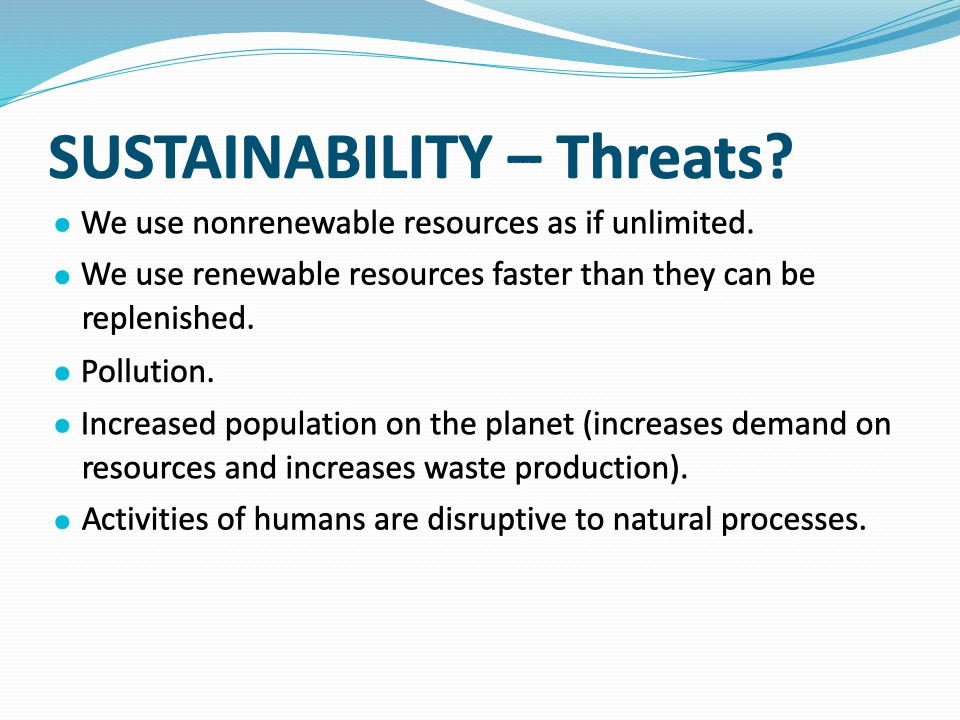 SUSTAINABILITY – Threats?
● We use nonrenewable resources as if unlimited.
● We use renewable resources faster than they can be
replenished.
● Pollution.
● Increased population on the planet (increases demand on
resources and increases waste production).
● Activities of humans are disruptive to natural processes.